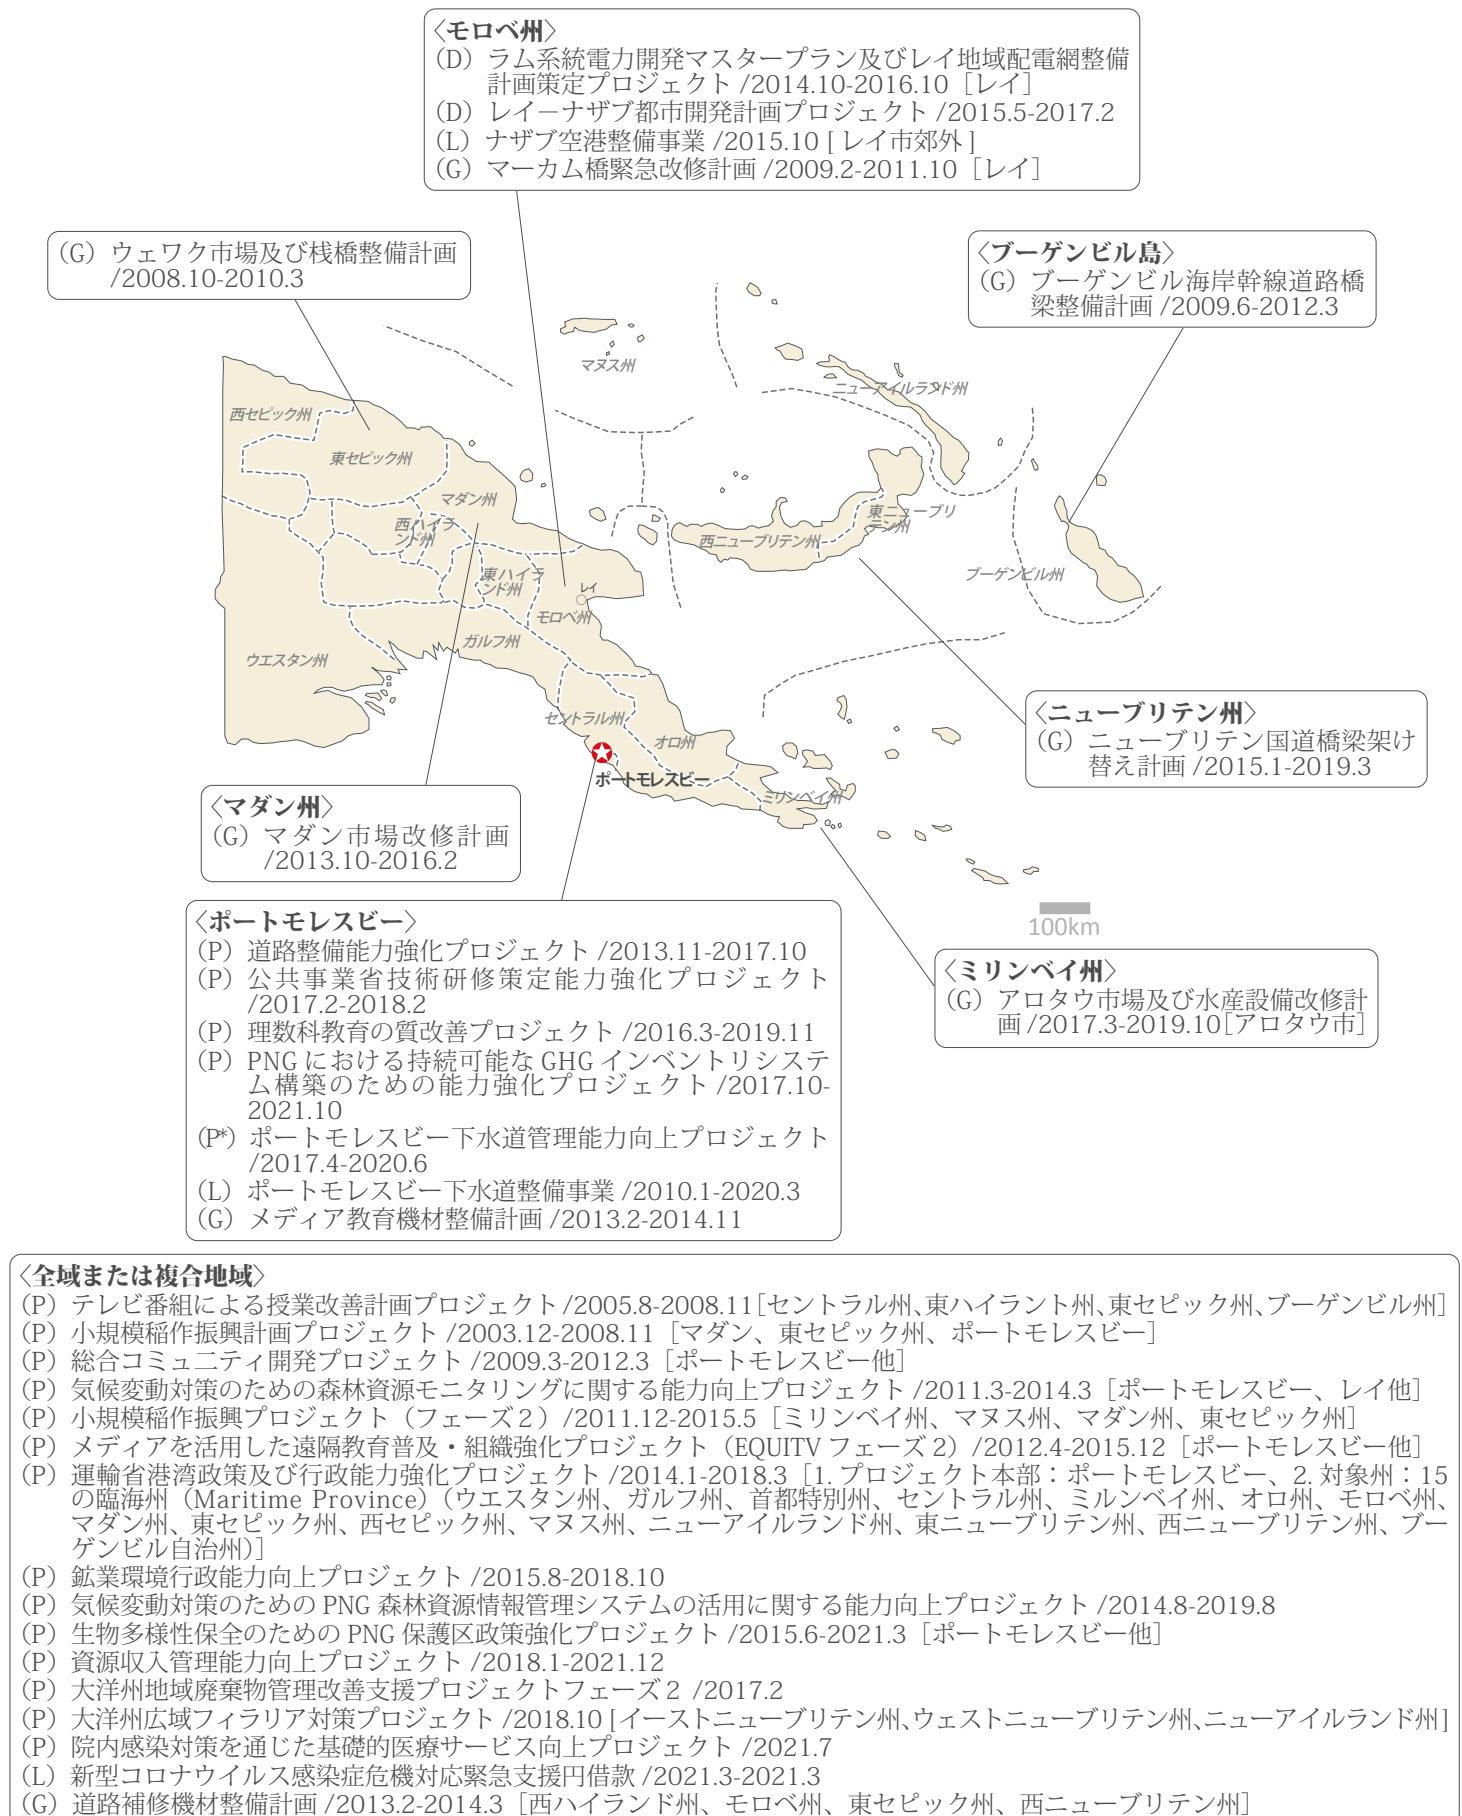 〈モロベ州〉
(D) ラム系統電力開発マスタープラン及びレイ地域配電網整備
計画策定プロジェクト /2014.10-2016.10［レイ］
(D) レイーナザブ都市開発計画プロジェクト /2015.5-2017.2
(L) ナザブ空港整備事業 /2015.10 [ レイ市郊外 ]
(G) マーカム橋緊急改修計画 /2009.2-2011.10［レイ］
(G) ウェワク市場及び桟橋整備計画
/2008.10-2010.3
〈ブーゲンビル島〉
(G) ブーゲンビル海岸幹線道路橋
梁整備計画 /2009.6-2012.3
マヌス州
ニューアイルランド州
西セピック州
東セピック州
マダン州
西ハイラ
ンド州
東ニューブリ
テン州
西ニューブリテン州
ブーゲンビル州
東ハイラ
ンド州
レイ
モロベ州
ガルフ州
ウエスタン州
セントラル州
オロ州
ポートモレスビー
ミリンベイ州
〈ニューブリテン州〉
(G) ニューブリテン国道橋梁架け
替え計画 /2015.1-2019.3
〈マダン州〉
(G) マダン市場改修計画
/2013.10-2016.2
100km
〈ポートモレスビー〉
(P) 道路整備能力強化プロジェクト /2013.11-2017.10
(P) 公共事業省技術研修策定能力強化プロジェクト
/2017.2-2018.2
(P) 理数科教育の質改善プロジェクト /2016.3-2019.11
(P) PNG における持続可能な GHG インベントリシステ
ム構築のための能力強化プロジェクト /2017.10-
2021.10
(P*) ポートモレスビー下水道管理能力向上プロジェクト
/2017.4-2020.6
(L) ポートモレスビー下水道整備事業 /2010.1-2020.3
(G) メディア教育機材整備計画 /2013.2-2014.11
〈ミリンベイ州〉
(G) アロタウ市場及び水産設備改修計
画 /2017.3-2019.10［アロタウ市］
〈全域または複合地域〉
(P) テレビ番組による授業改善計画プロジェクト /2005.8-2008.11［セントラル州、東ハイラント州、東セピック州、ブーゲンビル州］
(P) 小規模稲作振興計画プロジェクト /2003.12-2008.11［マダン、東セピック州、ポートモレスビー］
(P) 総合コミュ二ティ開発プロジェクト /2009.3-2012.3［ポートモレスビー他］
(P) 気候変動対策のための森林資源モニタリングに関する能力向上プロジェクト /2011.3-2014.3［ポートモレスビー、レイ他］
(P) 小規模稲作振興プロジェクト（フェーズ２）/2011.12-2015.5［ミリンベイ州、マヌス州、マダン州、東セピック州］
(P) メディアを活用した遠隔教育普及・組織強化プロジェクト（EQUITV フェーズ 2）/2012.4-2015.12［ポートモレスビー他］
(P) 運輸省港湾政策及び行政能力強化プロジェクト /2014.1-2018.3［1. プロジェクト本部：ポートモレスビー、2. 対象州：15
の臨海州（Maritime Province）（ウエスタン州、ガルフ州、首都特別州、セントラル州、ミルンベイ州、オロ州、モロベ州、
マダン州、東セピック州、西セピック州、マヌス州、ニューアイルランド州、東ニューブリテン州、西ニューブリテン州、ブー
ゲンビル自治州)］
(P) 鉱業環境行政能力向上プロジェクト /2015.8-2018.10
(P) 気候変動対策のための PNG 森林資源情報管理システムの活用に関する能力向上プロジェクト /2014.8-2019.8
(P) 生物多様性保全のための PNG 保護区政策強化プロジェクト /2015.6-2021.3［ポートモレスビー他］
(P) 資源収入管理能力向上プロジェクト /2018.1-2021.12
(P) 大洋州地域廃棄物管理改善支援プロジェクトフェーズ２ /2017.2
(P) 大洋州広域フィラリア対策プロジェクト /2018.10 [イーストニューブリテン州、ウェストニューブリテン州、ニューアイルランド州]
(P) 院内感染対策を通じた基礎的医療サービス向上プロジェクト /2021.7
(L) 新型コロナウイルス感染症危機対応緊急支援円借款 /2021.3-2021.3
(G) 道路補修機材整備計画 /2013.2-2014.3［西ハイランド州、モロベ州、東セピック州、西ニューブリテン州］